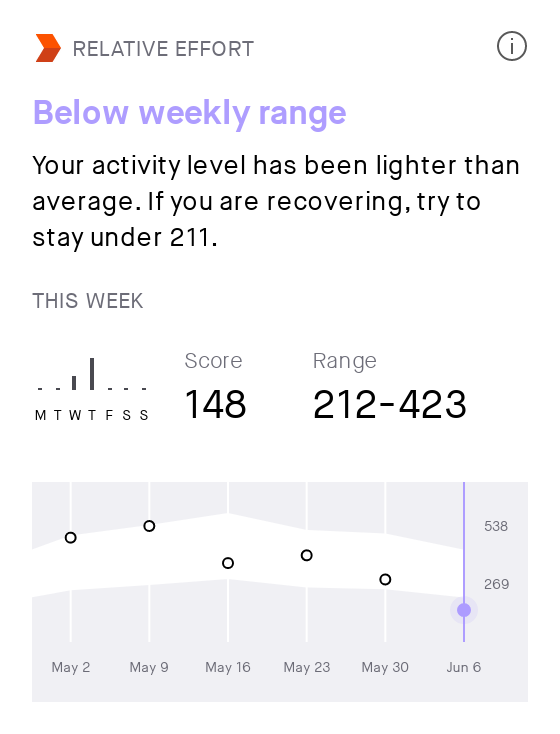 RELATIVE EFFORT
Below weekly range
Your activity level has been lighter than
average. If you are recovering, try to
stay under 211.
THIS WEEK
Score Range
148 212-423
M T W T F S S
538
269
May 2 May 9 May 16 May 23 May 30 Jun 6